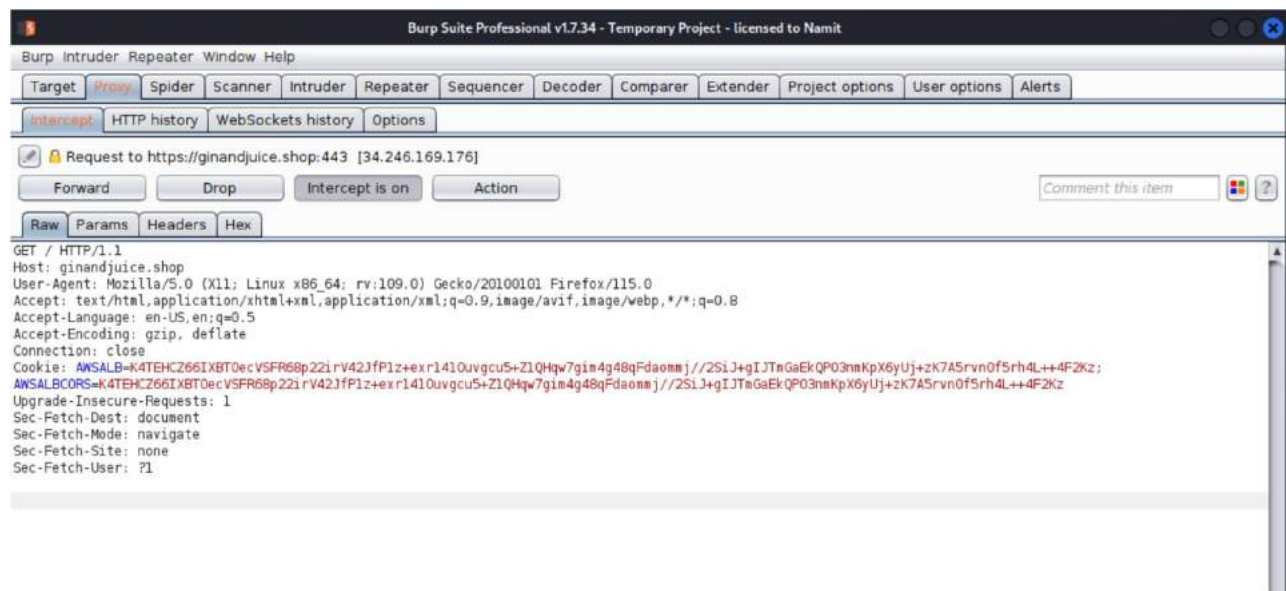 Burp Suite Professional v1.7.34 - Temporary Project - licensed to Namit
Burp Intruder Repeater Window Help
Target Proxy Spider Scanner Intruder Repeater Sequencer Decoder Comparer Extender Project options User options Alerts
Intercept HTTP history WebSockets history Options
Request to https://ginandjuice.shop:443 [34.246.169.176]
Forward Drop Intercept is on Action Comment this item ?
Raw Params Headers Hex
GET / HTTP/1.1
Host: ginandjuice.shop
User-Agent: Mozilla/5.0 (X11; Linux x86_64; rv:109.0) Gecko/20100101 Firefox/115.0
Accept: text/html,application/xhtml+xml,application/xml;q=0.9,image/avif,image/webp,*/*;q=0.8
Accept-Language: en-US,en;q=0.5
Accept-Encoding: gzip, deflate
Connection: close
Cookie: AWSALB=K4TEHCZ66IXBTOecVSFR68p22irV42JfP1z+exr141Ouvgcu5+Z1QHqw7gim4g48qFdaommj//2SiJ+gIJTmGaEkQPO3nmKpX6yUj+zK7A5rvnOf5rh4L++4F2Kz;
AWSALBCORS=K4TEHCZ66IXBTOecVSFR68p22irV42JfP1z+exr141Ouvgcu5+Z1QHqw7gim4g48qFdaommj//2SiJ+gIJTmGaEkQPO3nmKpX6yUj+zK7A5rvnOf5rh4L++4F2Kz
Upgrade-Insecure-Requests: 1
Sec-Fetch-Dest: document
Sec-Fetch-Mode: navigate
Sec-Fetch-Site: none
Sec-Fetch-User: ?1